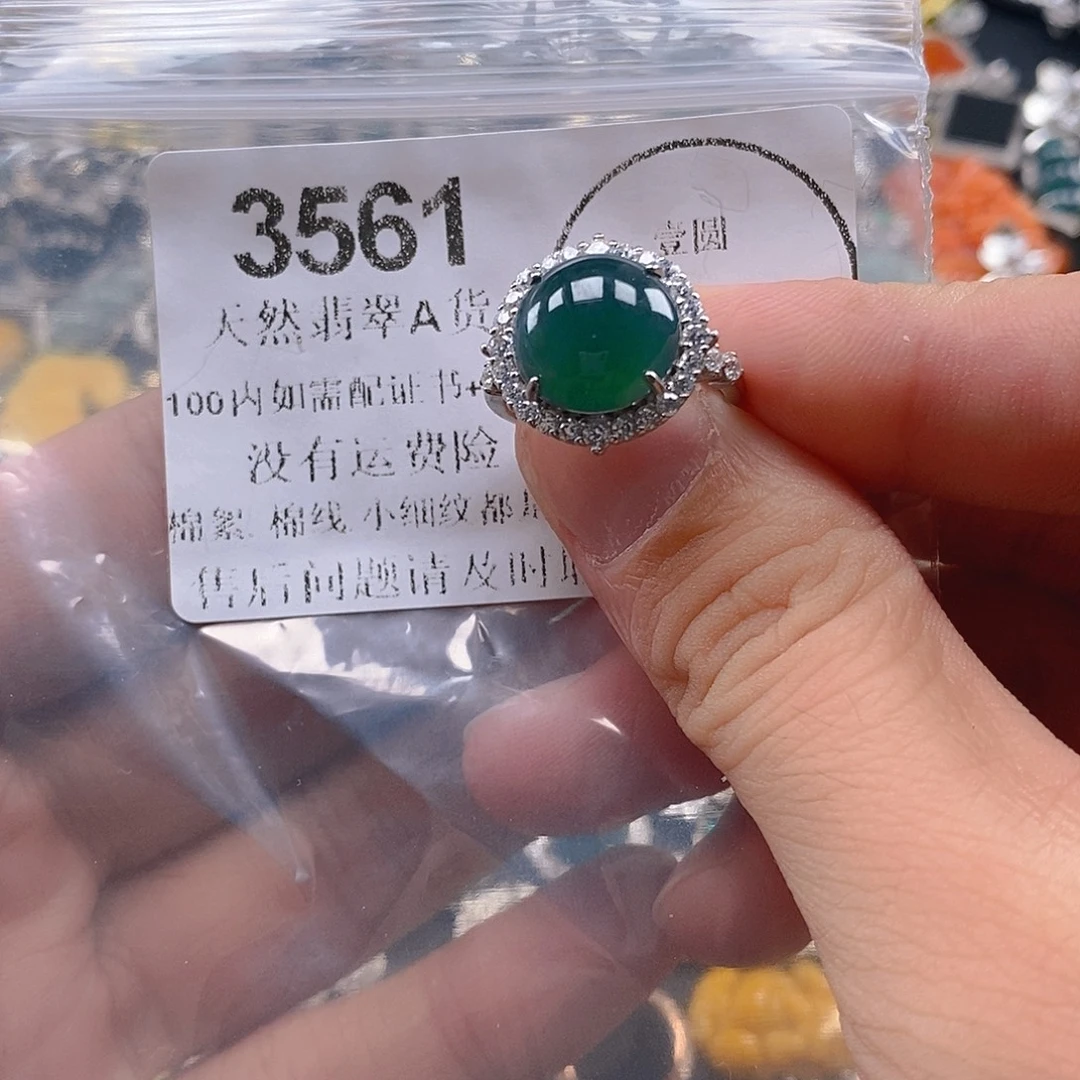 3561
壹圆
天然翡翠A货
100内如需配证书+
没有运费险
棉絮.棉线.小细纹都
售后问题请及时